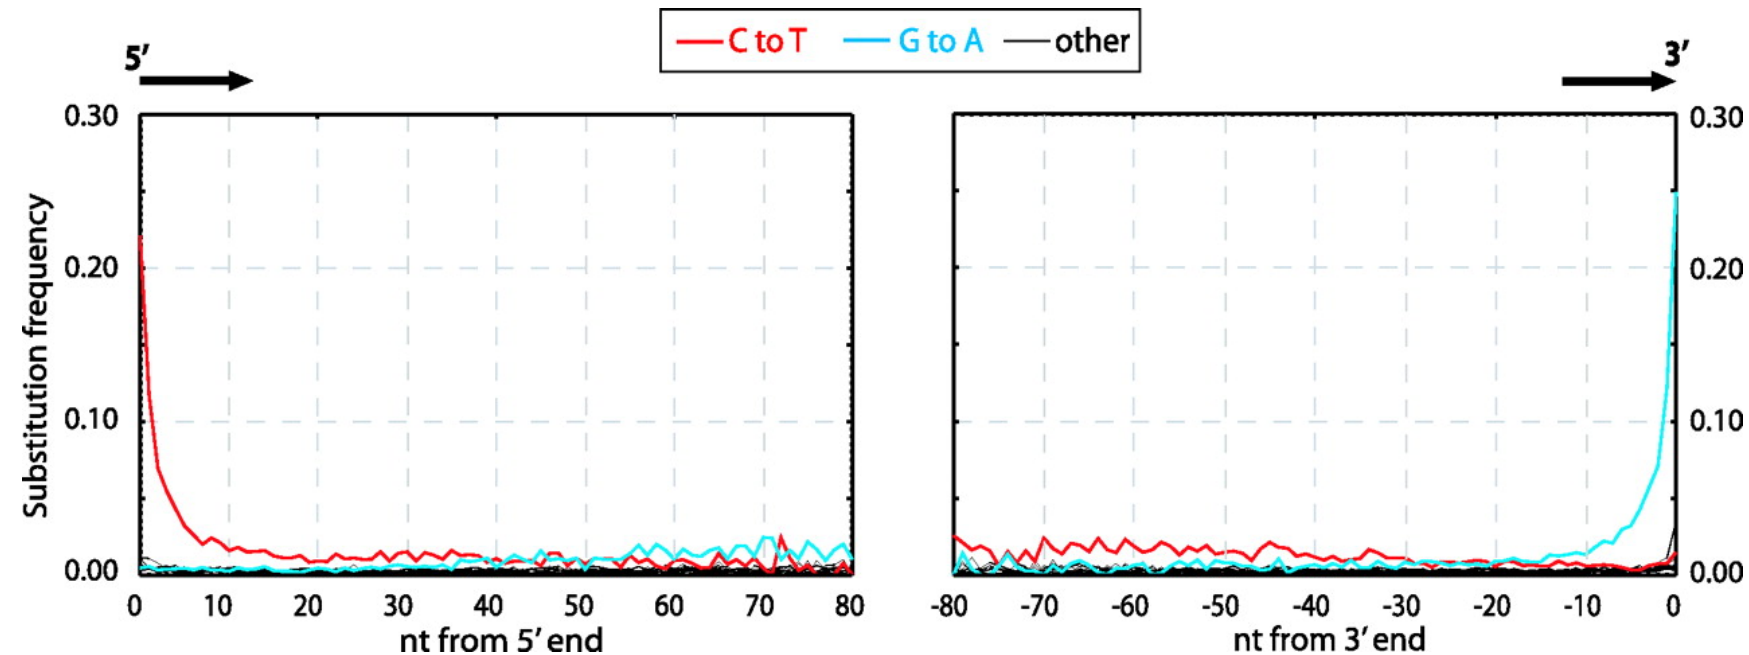 C to T G to A other
5′ 3′
0.30 0.30
0.20 0.20
0.10 0.10
0.00 0.00
Substitution frequency
0 10 20 30 40 50 60 70 80
-80 -70 -60 -50 -40 -30 -20 -10 0
nt from 5′ end
nt from 3′ end